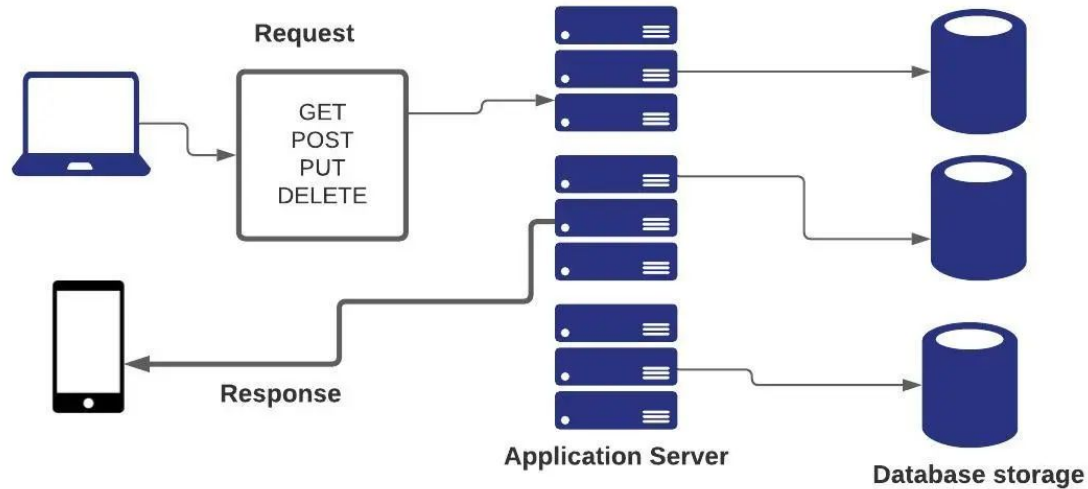 Request
GET
POST
PUT
DELETE
Response
Application Server
Database storage